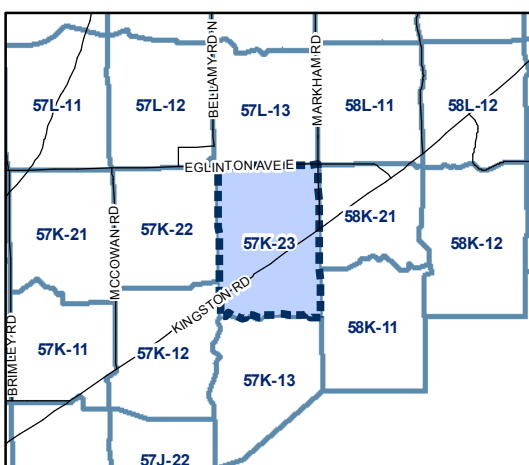 BELLAMY RD N
MARKHAM RD
57L-11
57L-12
57L-13
58L-11
58L-12
EGLINTON AVE E
57K-21
MCCOWAN RD
57K-22
57K-23
58K-21
58K-12
KINGSTON RD
BRIMLEY RD
57K-11
57K-12
58K-11
57K-13
57J-22